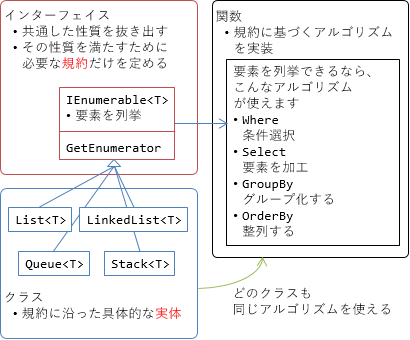 インターフェイス
• 共通した性質を抜き出す
• その性質を満たすために
必要な規約だけを定める
IEnumerable<T>
• 要素を列挙
GetEnumerator
List<T>
LinkedList<T>
Queue<T>
Stack<T>
クラス
• 規約に沿った具体的な実体
関数
• 規約に基づくアルゴリズム
を実装
要素を列挙できるなら、
こんなアルゴリズム
が使えます
• Where
条件選択
• Select
要素を加工
• GroupBy
グループ化する
• OrderBy
整列する
どのクラスも
同じアルゴリズムを使える